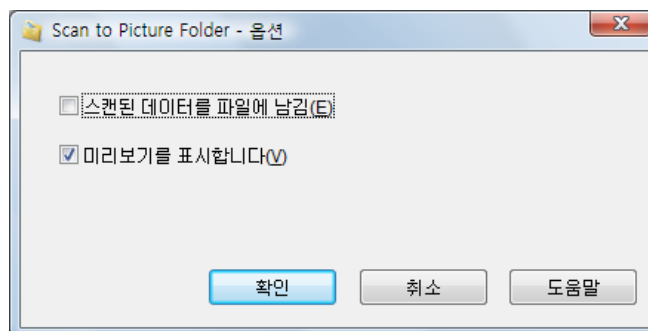 Scan to Picture Folder - 옵션
스캔된 데이터를 파일에 남김(E)
미리보기를 표시합니다(V)
확인 취소 도움말